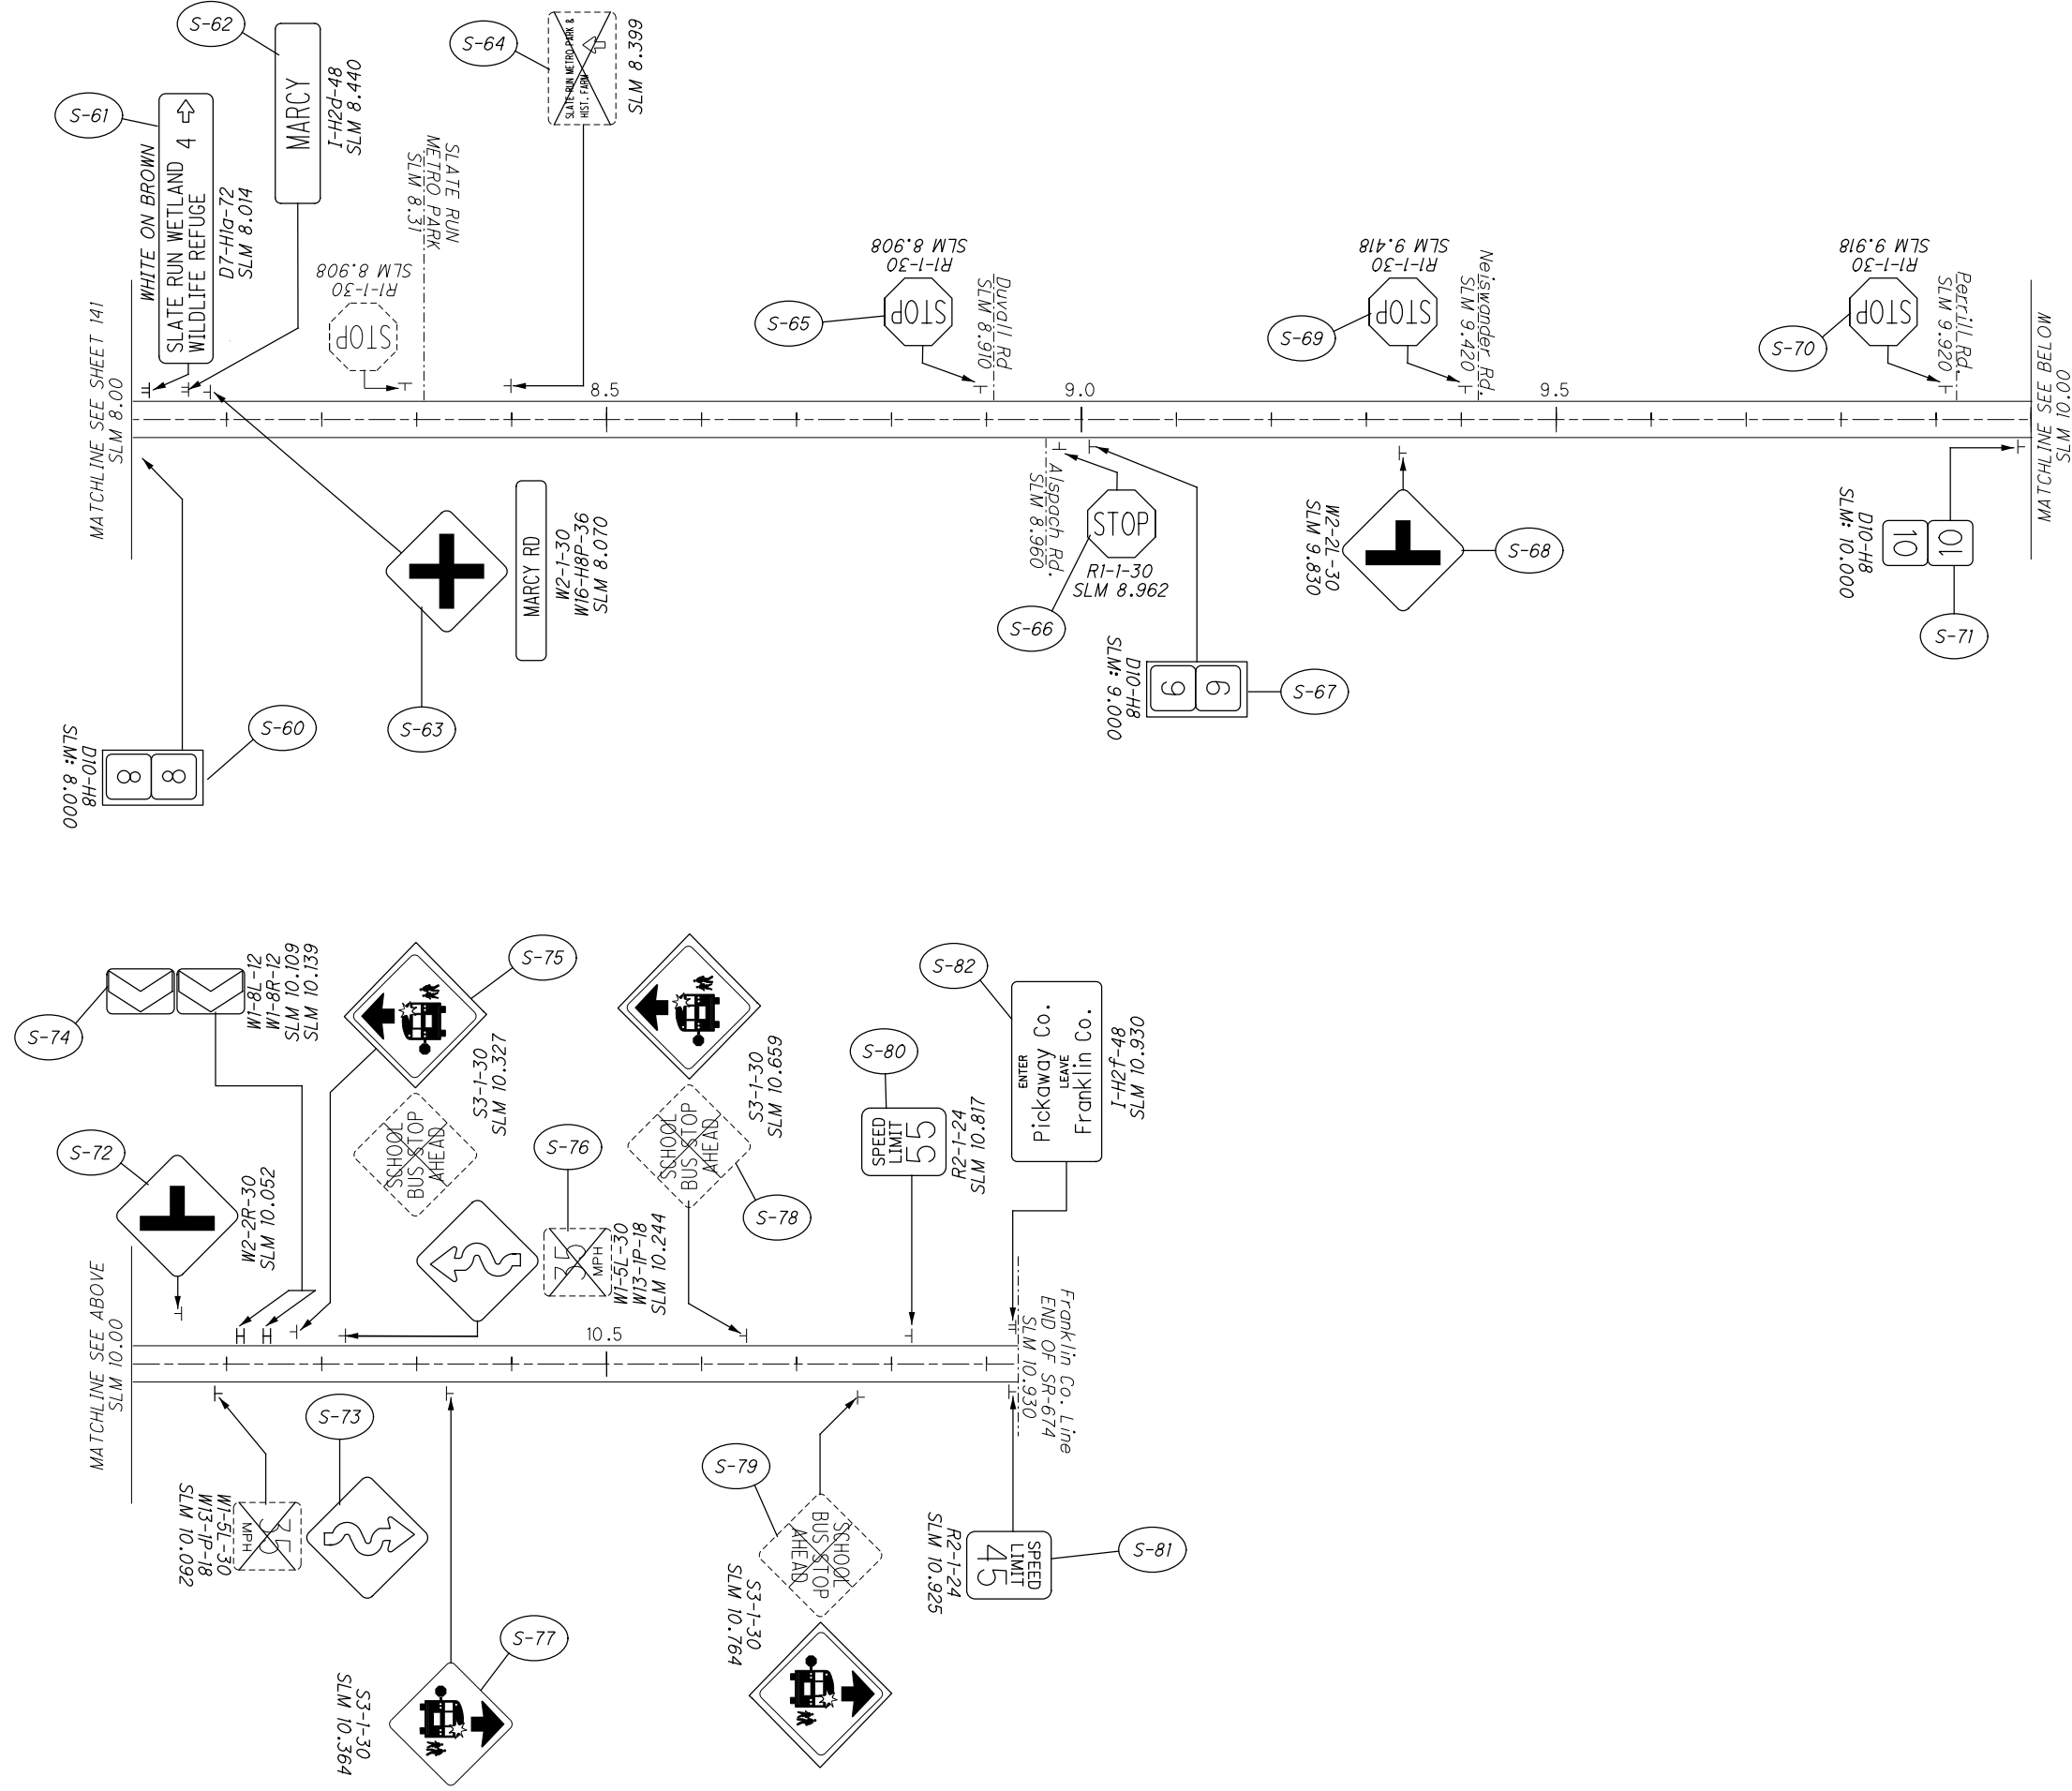 S-62
MARCY
I-H2d-48
SLM 8.440
S-61
WHITE ON BROWN
SLATE RUN WETLAND 4
WILDLIFE REFUGE
D7-H1a-72
SLM 8.014
S-64
SLATE RUN METRO PARK &
HIST. FARM
SLM 8.399
SLATE RUN
METRO PARK
SLM 8.31
R1-1-30
SLM 8.908
STOP
S-65
R1-1-30
SLM 8.908
STOP
Duvall Rd
SLM 8.910
S-69
R1-1-30
SLM 9.418
STOP
Neiswander Rd.
SLM 9.420
S-70
R1-1-30
SLM 9.918
STOP
Perrill Rd.
SLM 9.920
MATCHLINE SEE SHEET 141
SLM 8.00
8.5
9.0
9.5
MATCHLINE SEE BELOW
SLM 10.00
S-60
D10-H8
SLM: 8.000
8
8
S-63
MARCY RD
W2-1-30
W16-H8P-36
SLM 8.070
Alspach Rd.
SLM 8.960
STOP
R1-1-30
SLM 8.962
S-66
D10-H8
SLM: 9.000
9
9
S-67
W2-2L-30
SLM 9.830
S-68
D10-H8
SLM: 10.000
10
10
S-71
S-74
W1-8L-12
W1-8R-12
SLM 10.109
SLM 10.139
S-72
W2-2R-30
SLM 10.052
S-75
S3-1-30
SLM 10.327
SCHOOL
BUS STOP
AHEAD
S-76
35
MPH
W1-5L-30
W13-1P-18
SLM 10.244
S3-1-30
SLM 10.659
SCHOOL
BUS STOP
AHEAD
S-78
S-80
SPEED
LIMIT
55
R2-1-24
SLM 10.817
S-82
ENTER
Pickaway Co.
LEAVE
Franklin Co.
I-H2f-48
SLM 10.930
MATCHLINE SEE ABOVE
SLM 10.00
10.5
Franklin Co. Line
END OF SR-674
SLM 10.930
S-73
W1-5L-30
W13-1P-18
SLM 10.092
35
MPH
S-77
S3-1-30
SLM 10.364
S-79
SCHOOL
BUS STOP
AHEAD
S3-1-30
SLM 10.764
R2-1-24
SLM 10.925
SPEED
LIMIT
45
S-81